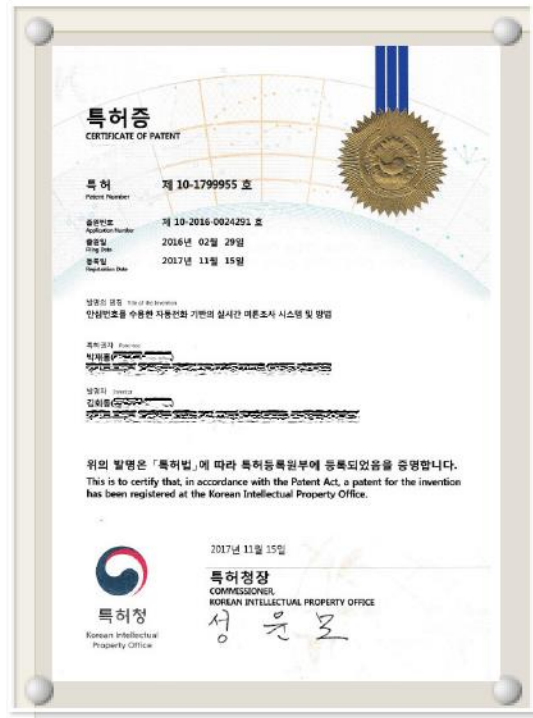 특허증
CERTIFICATE OF PATENT
특 허 제 10-1799955 호
Patent Number
출원번호 제 10-2016-0024291 호
Application Number
출원일 2016년 02월 29일
Filing Date
등록일 2017년 11월 15일
Registration Date
발명의 명칭 Title of the Invention
안심번호를 수용한 자동전화 기반의 실시간 여론조사 시스템 및 방법
특허권자 Patentee
발명자 Inventor
위의 발명은 「특허법」에 따라 특허등록원부에 등록되었음을 증명합니다.
This is to certify that, in accordance with the Patent Act, a patent for the invention
has been registered at the Korean Intellectual Property Office.
2017년 11월 15일
특허청장
COMMISSIONER,
KOREAN INTELLECTUAL PROPERTY OFFICE
성윤모
특허청
Korean Intellectual
Property Office